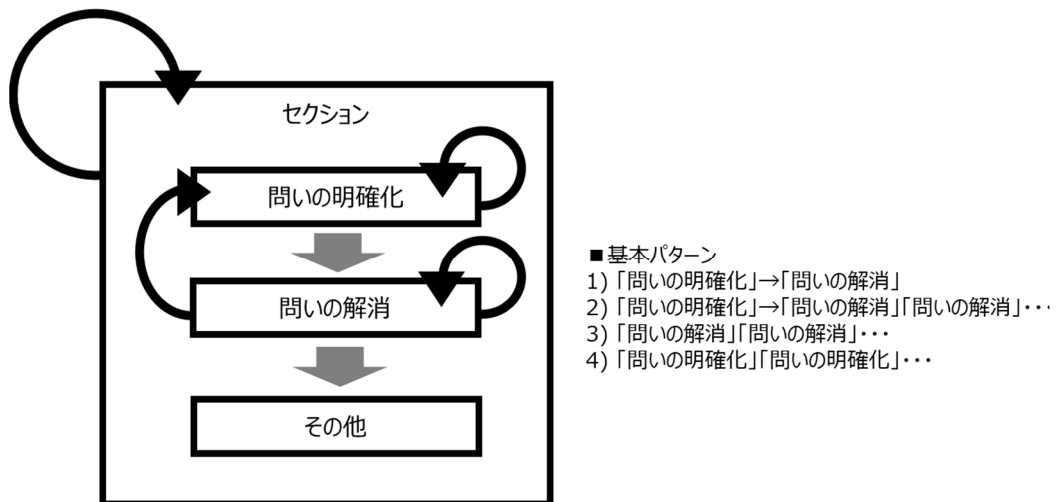 セクション
問いの明確化
問いの解消
その他
■基本パターン
1) 「問いの明確化」→「問いの解消」
2) 「問いの明確化」→「問いの解消」「問いの解消」・・・
3) 「問いの解消」「問いの解消」・・・
4) 「問いの明確化」「問いの明確化」・・・